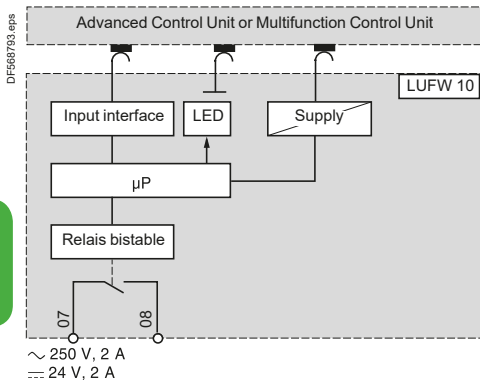 DF568793.eps
Advanced Control Unit or Multifunction Control Unit
LUFW 10
Input interface
LED
Supply
µP
Relais bistable
07
08
250 V, 2 A
24 V, 2 A